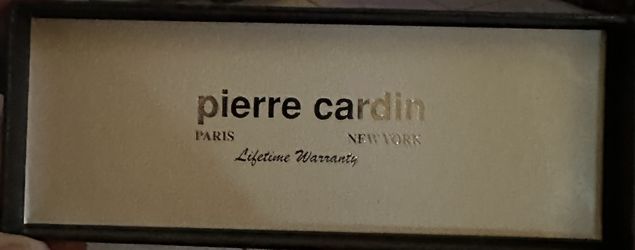 pierre cardin
PARIS NEW YORK
Lifetime Warranty